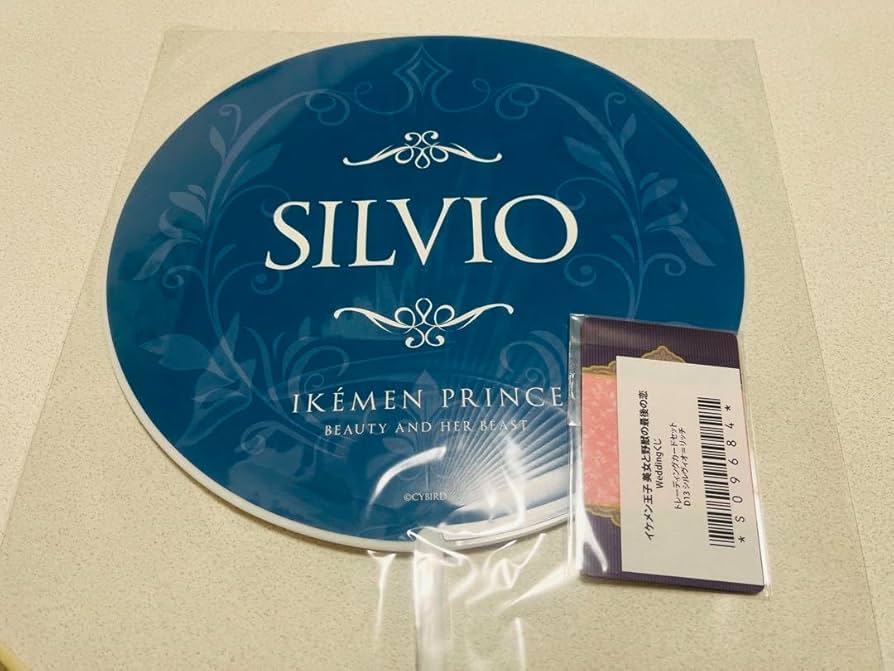 SILVIO
IKÉMEN PRINCE
BEAUTY AND HER BEAST
©CYBIRD
イケメン王子 美女と野獣の最後の恋
Weddingくじ
トレーディングカードセット
D13 シルヴィオ=リッチ
*S09684*